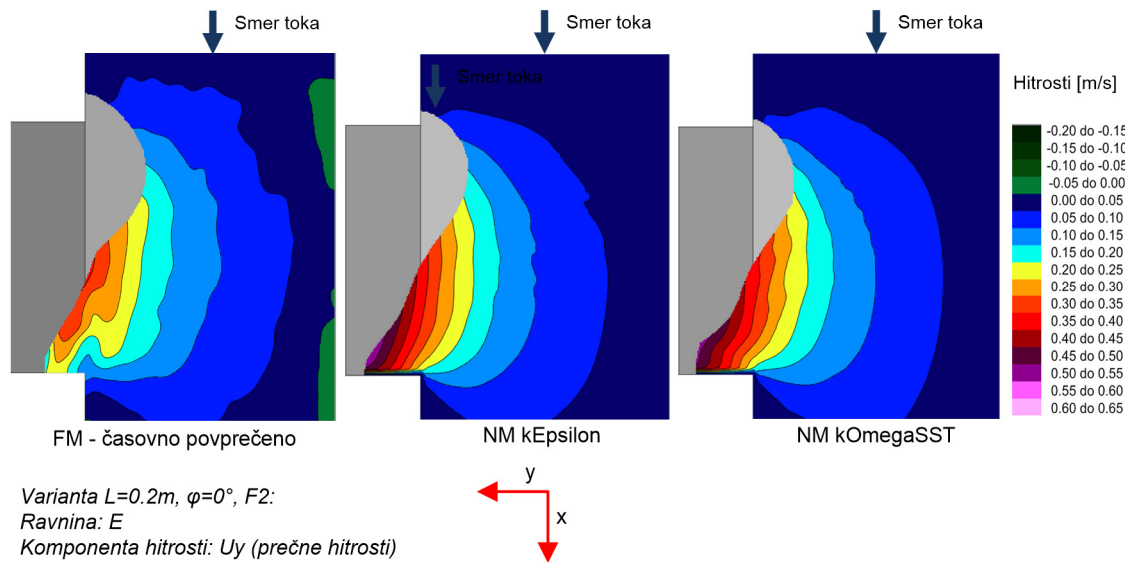 Smer toka
Smer toka
Smer toka
Smer toka
Hitrosti [m/s]
-0.20 do -0.15
-0.15 do -0.10
-0.10 do -0.05
-0.05 do 0.00
0.00 do 0.05
0.05 do 0.10
0.10 do 0.15
0.15 do 0.20
0.20 do 0.25
0.25 do 0.30
0.30 do 0.35
0.35 do 0.40
0.40 do 0.45
0.45 do 0.50
0.50 do 0.55
0.55 do 0.60
0.60 do 0.65
FM - časovno povprečeno
NM kEpsilon
NM kOmegaSST
y
x
Varianta L=0.2m, φ=0°, F2:
Ravnina: E
Komponenta hitrosti: Uy (prečne hitrosti)